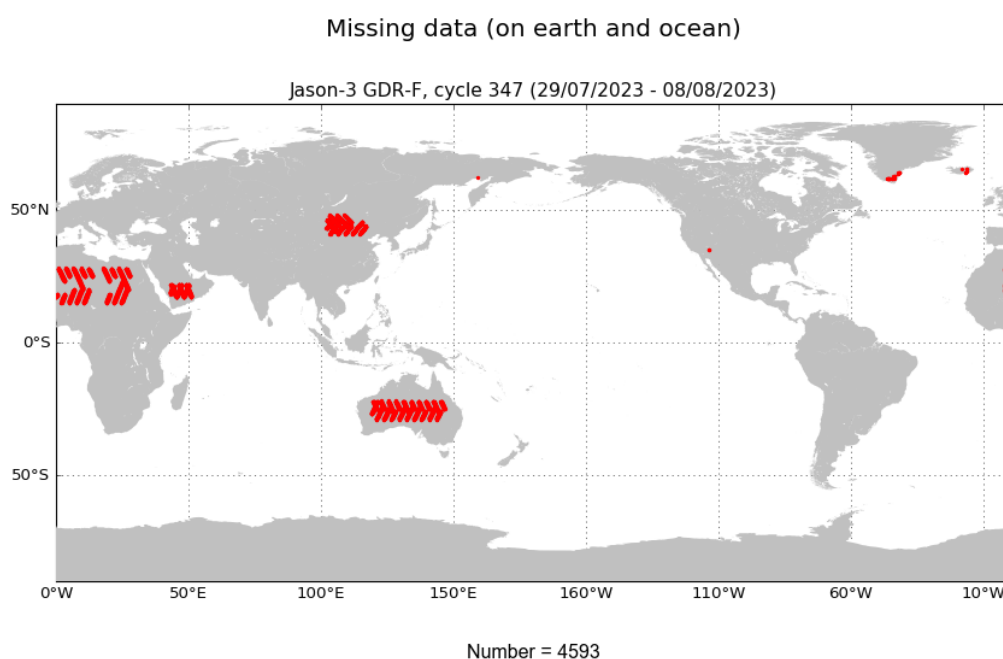 Missing data (on earth and ocean)
Jason-3 GDR-F, cycle 347 (29/07/2023 - 08/08/2023)
50°N
0°S
50°S
0°W 50°E 100°E 150°E 160°W 110°W 60°W 10°W
Number = 4593